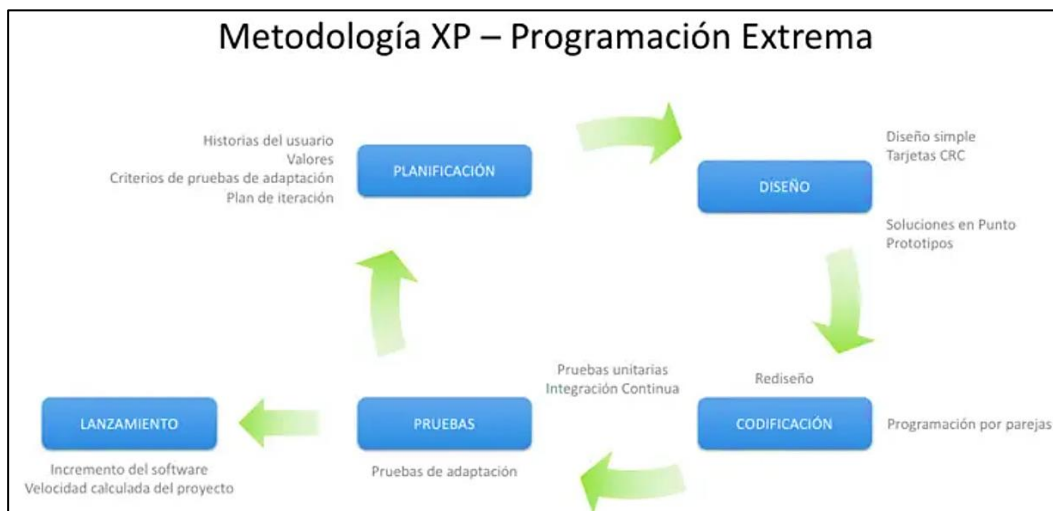 Metodología XP – Programación Extrema
Historias del usuario
Valores
Criterios de pruebas de adaptación
Plan de iteración
PLANIFICACIÓN
DISEÑO
Diseño simple
Tarjetas CRC
Soluciones en Punto
Prototipos
Rediseño
CODIFICACIÓN
Programación por parejas
Pruebas unitarias
Integración Continua
PRUEBAS
Pruebas de adaptación
LANZAMIENTO
Incremento del software
Velocidad calculada del proyecto